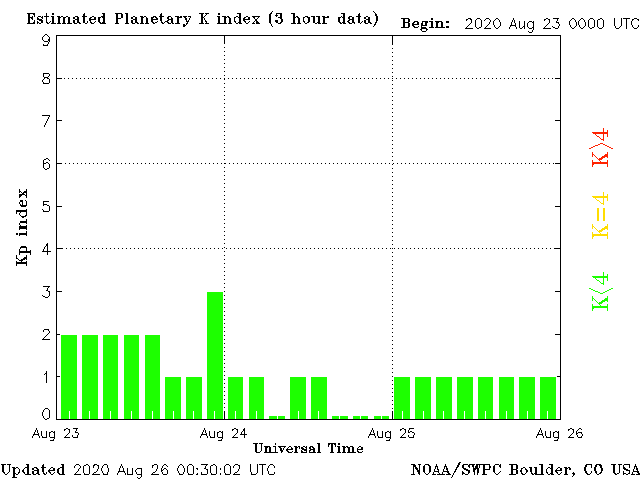 Estimated Planetary K index (3 hour data)
Begin: 2020 Aug 23 0000 UTC
9
8
7
6
5
4
3
2
1
0
Kp index
K>4
K=4
K<4
Aug 23
Aug 24
Aug 25
Aug 26
Universal Time
Updated 2020 Aug 26 00:30:02 UTC
NOAA/SWPC Boulder, CO USA